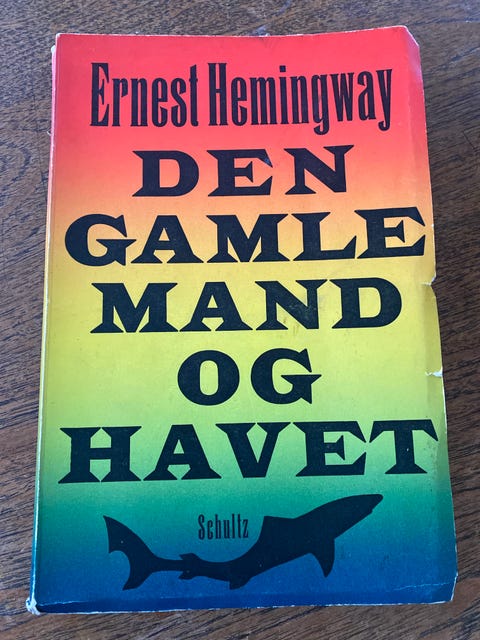 Ernest Hemingway
DEN
GAMLE
MAND
OG
HAVET
Schultz